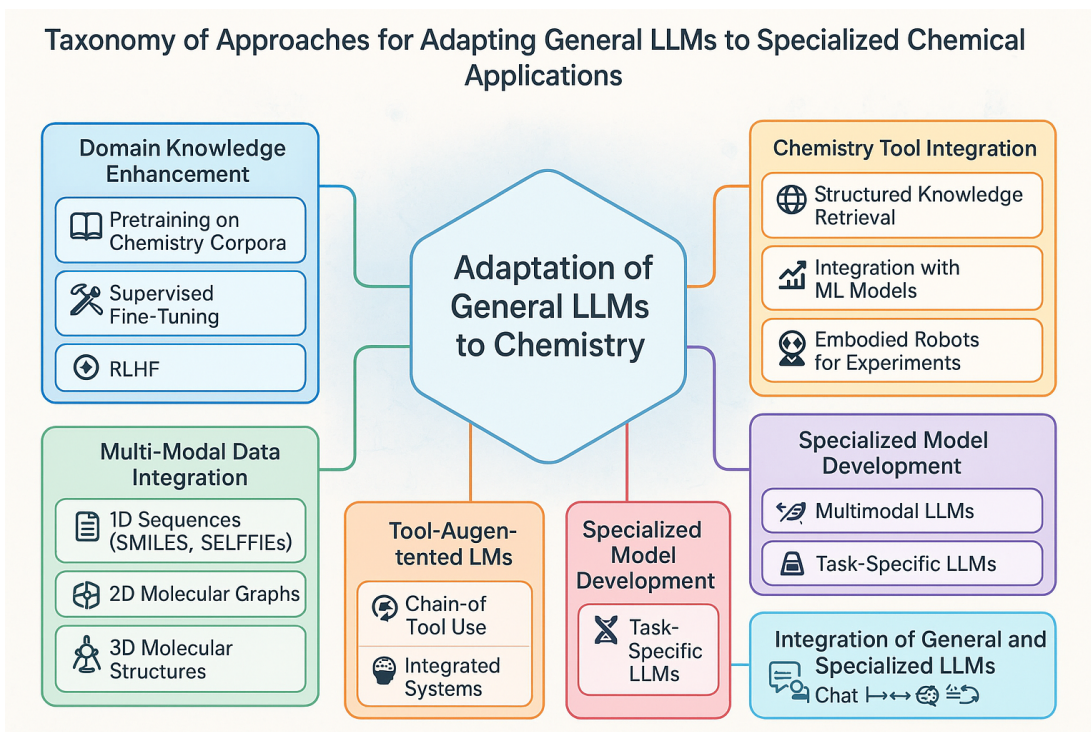 Taxonomy of Approaches for Adapting General LLMs to Specialized Chemical
Applications
Domain Knowledge
Enhancement
Pretraining on
Chemistry Corpora
Supervised
Fine-Tuning
RLHF
Multi-Modal Data
Integration
1D Sequences
(SMILES, SELFFIEs)
2D Molecular Graphs
3D Molecular
Structures
Adaptation of
General LLMs
to Chemistry
Tool-Augen-
tented LMs
Chain-of
Tool Use
Integrated
Systems
Specialized
Model
Development
Task-
Specific
LLMs
Chemistry Tool Integration
Structured Knowledge
Retrieval
Integration with
ML Models
Embodied Robots
for Experiments
Specialized Model
Development
Multimodal LLMs
Task-Specific LLMs
Integration of General and
Specialized LLMs
Chat